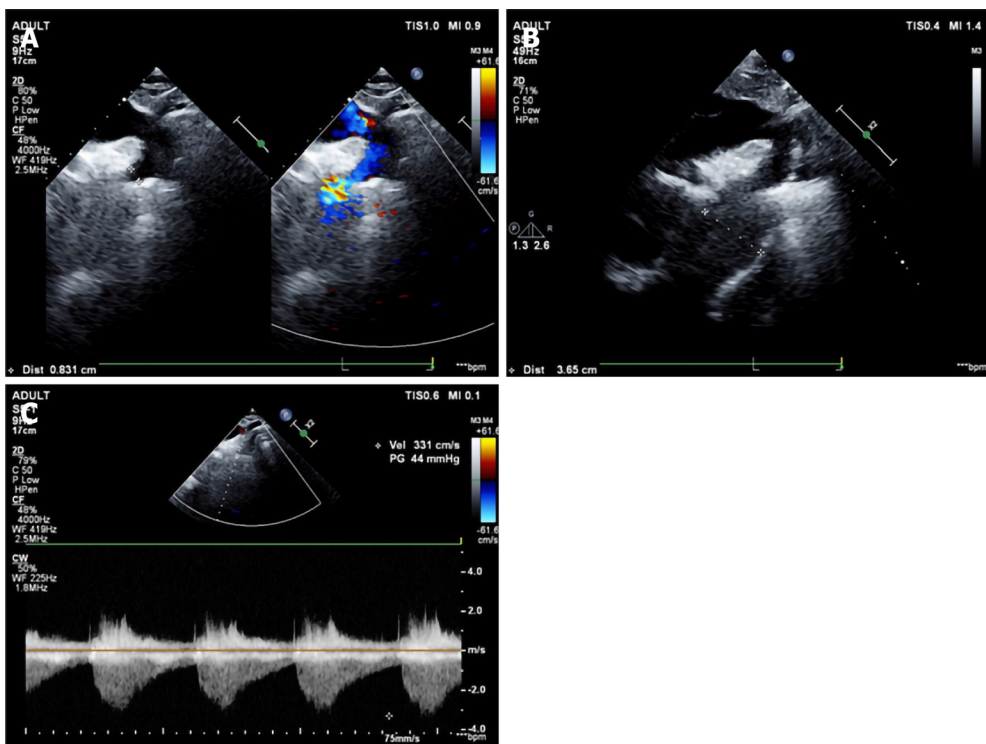 ADULT
TIS1.0 MI 0.9
A
9Hz
17cm
2D
80%
C 50
P Low
HPen
CF
48%
4000Hz
WF 419Hz
2.5MHz
P
M3 M4
+61.6
-61.6
cm/s
Dist 0.831 cm
***bpm
ADULT
TIS0.4 MI 1.4
B
49Hz
16cm
2D
71%
C 50
P Low
HPen
P
x2
M3
G
P R
1.3 2.6
Dist 3.65 cm
***bpm
ADULT
TIS0.6 MI 0.1
C
9Hz
17cm
2D
79%
C 50
P Low
HPen
CF
48%
4000Hz
WF 419Hz
2.5MHz
P
x2
M3 M4
+61.6
-61.6
cm/s
Vel 331 cm/s
PG 44 mmHg
CW
50%
WF 225Hz
1.8MHz
4.0
2.0
m/s
-2.0
-4.0
75mm/s
***bpm